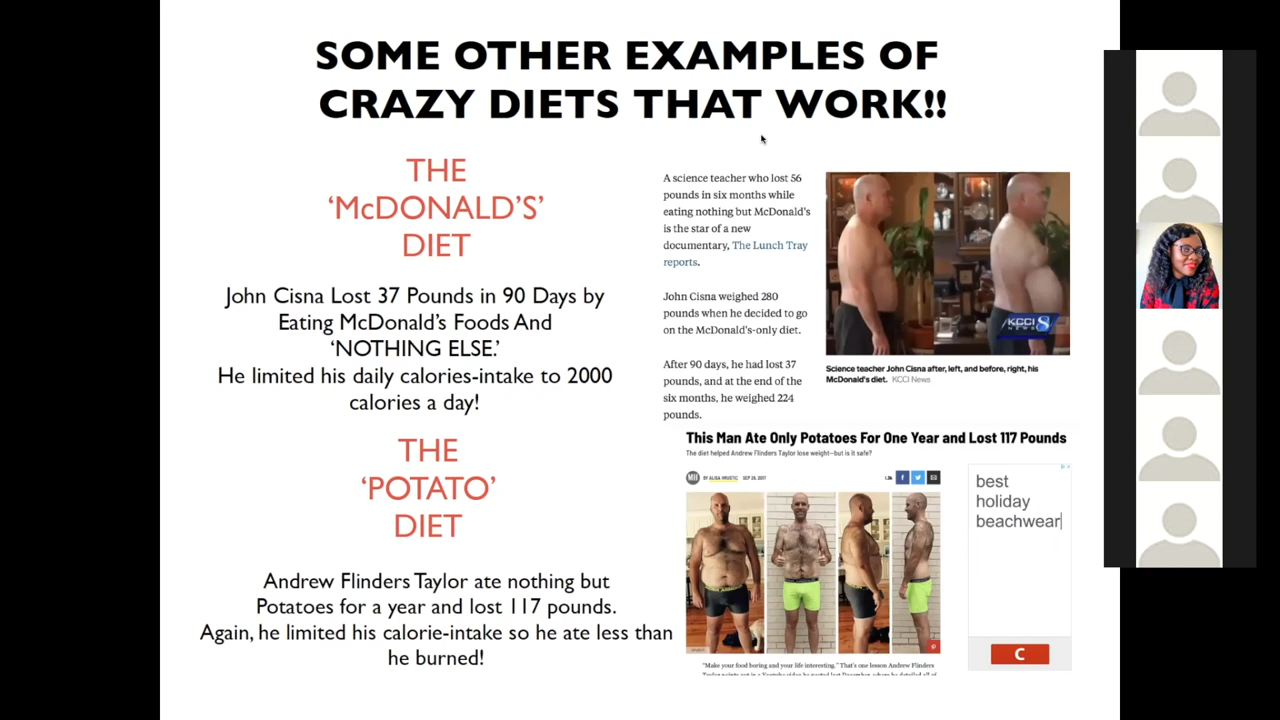 SOME OTHER EXAMPLES OF
CRAZY DIETS THAT WORK!!
THE
‘McDONALD’S’
DIET
John Cisna Lost 37 Pounds in 90 Days by
Eating McDonald’s Foods And
‘NOTHING ELSE.’
He limited his daily calories-intake to 2000
calories a day!
THE
‘POTATO’
DIET
Andrew Flinders Taylor ate nothing but
Potatoes for a year and lost 117 pounds.
Again, he limited his calorie-intake so he ate less than
he burned!
A science teacher who lost 56
pounds in six months while
eating nothing but McDonald's
is the star of a new
documentary, The Lunch Tray
reports.
John Cisna weighed 280
pounds when he decided to go
on the McDonald's-only diet.
After 90 days, he had lost 37
pounds, and at the end of the
six months, he weighed 224
pounds.
KCCI 8
NEWS
Science teacher John Cisna after, left, and before, right, his
McDonald's diet. KCCI News
This Man Ate Only Potatoes For One Year and Lost 117 Pounds
The diet helped Andrew Flinders Taylor lose weight—but is it safe?
MH BY ALISA HRUSTIC SEP 25, 2017
best
holiday
beachwear
C
"Make your food boring and your life interesting." That's one lesson Andrew Flinders